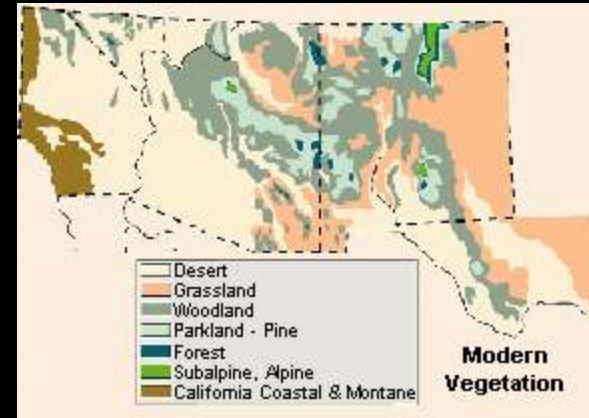 Desert
Grassland
Woodland
Parkland - Pine
Forest
Subalpine, Alpine
California Coastal & Montane
Modern
Vegetation